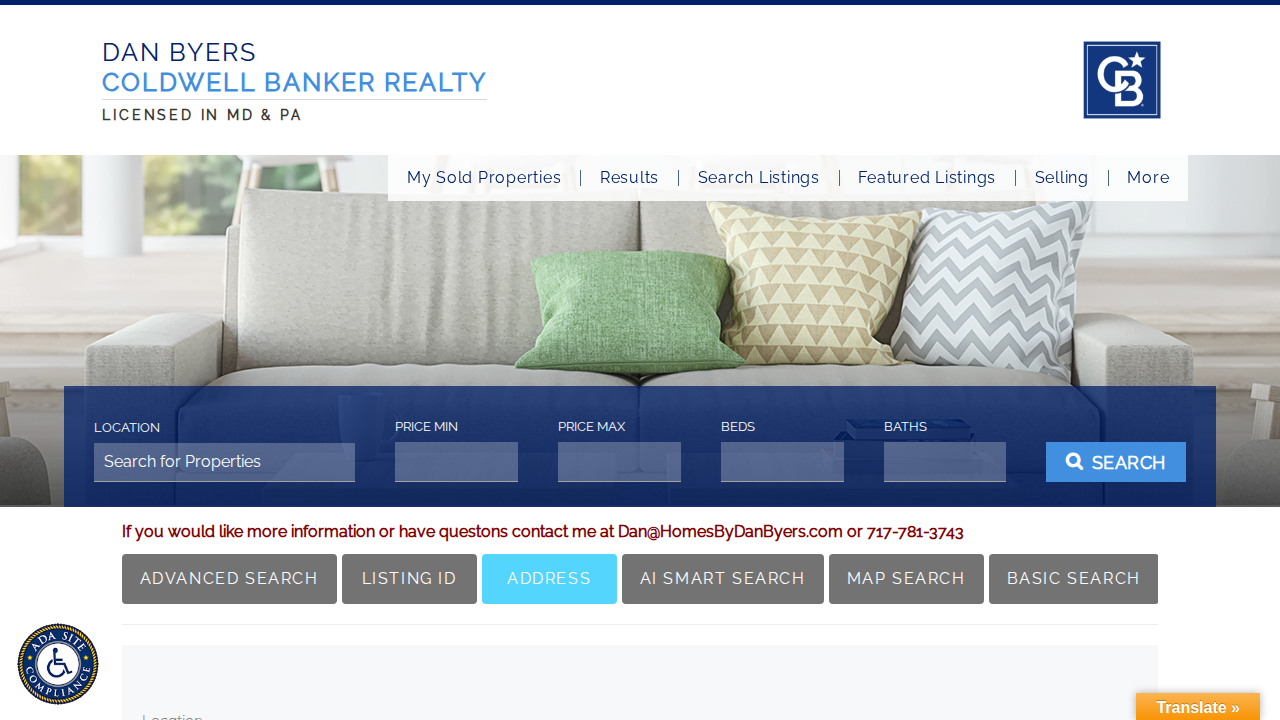 DAN BYERS
COLDWELL BANKER REALTY
LICENSED IN MD & PA
CB
My Sold Properties
Results
Search Listings
Featured Listings
Selling
More
LOCATION
PRICE MIN
PRICE MAX
BEDS
BATHS
Search for Properties
SEARCH
If you would like more information or have questons contact me at Dan@HomesByDanByers.com or 717-781-3743
ADVANCED SEARCH
LISTING ID
ADDRESS
AI SMART SEARCH
MAP SEARCH
BASIC SEARCH
ADA SITE
COMPLIANCE
Location
Translate »